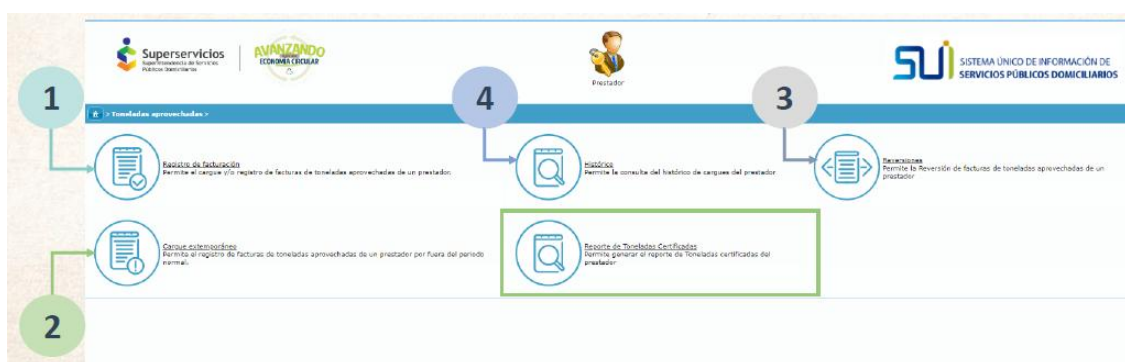 Superservicios
Superintendencia de Servicios
Públicos Domiciliarios
AVANZANDO
ECONOMÍA CIRCULAR
Prestador
SUI
SISTEMA ÚNICO DE INFORMACIÓN DE
SERVICIOS PÚBLICOS DOMICILIARIOS
1
4
3
> Toneladas aprovechadas >
Registro de facturación
Permite el cargue y/o registro de facturas de toneladas aprovechadas de un prestador.
Histórico
Permite la consulta del histórico de cargues del prestador
Reversiones
Permite la Reversión de facturas de toneladas aprovechadas de un
prestador
Cargue extemporáneo
Permite el registro de facturas de toneladas aprovechadas de un prestador por fuera del periodo
normal.
Reporte de Toneladas Certificadas
Permite generar el reporte de Toneladas certificadas del
prestador
2